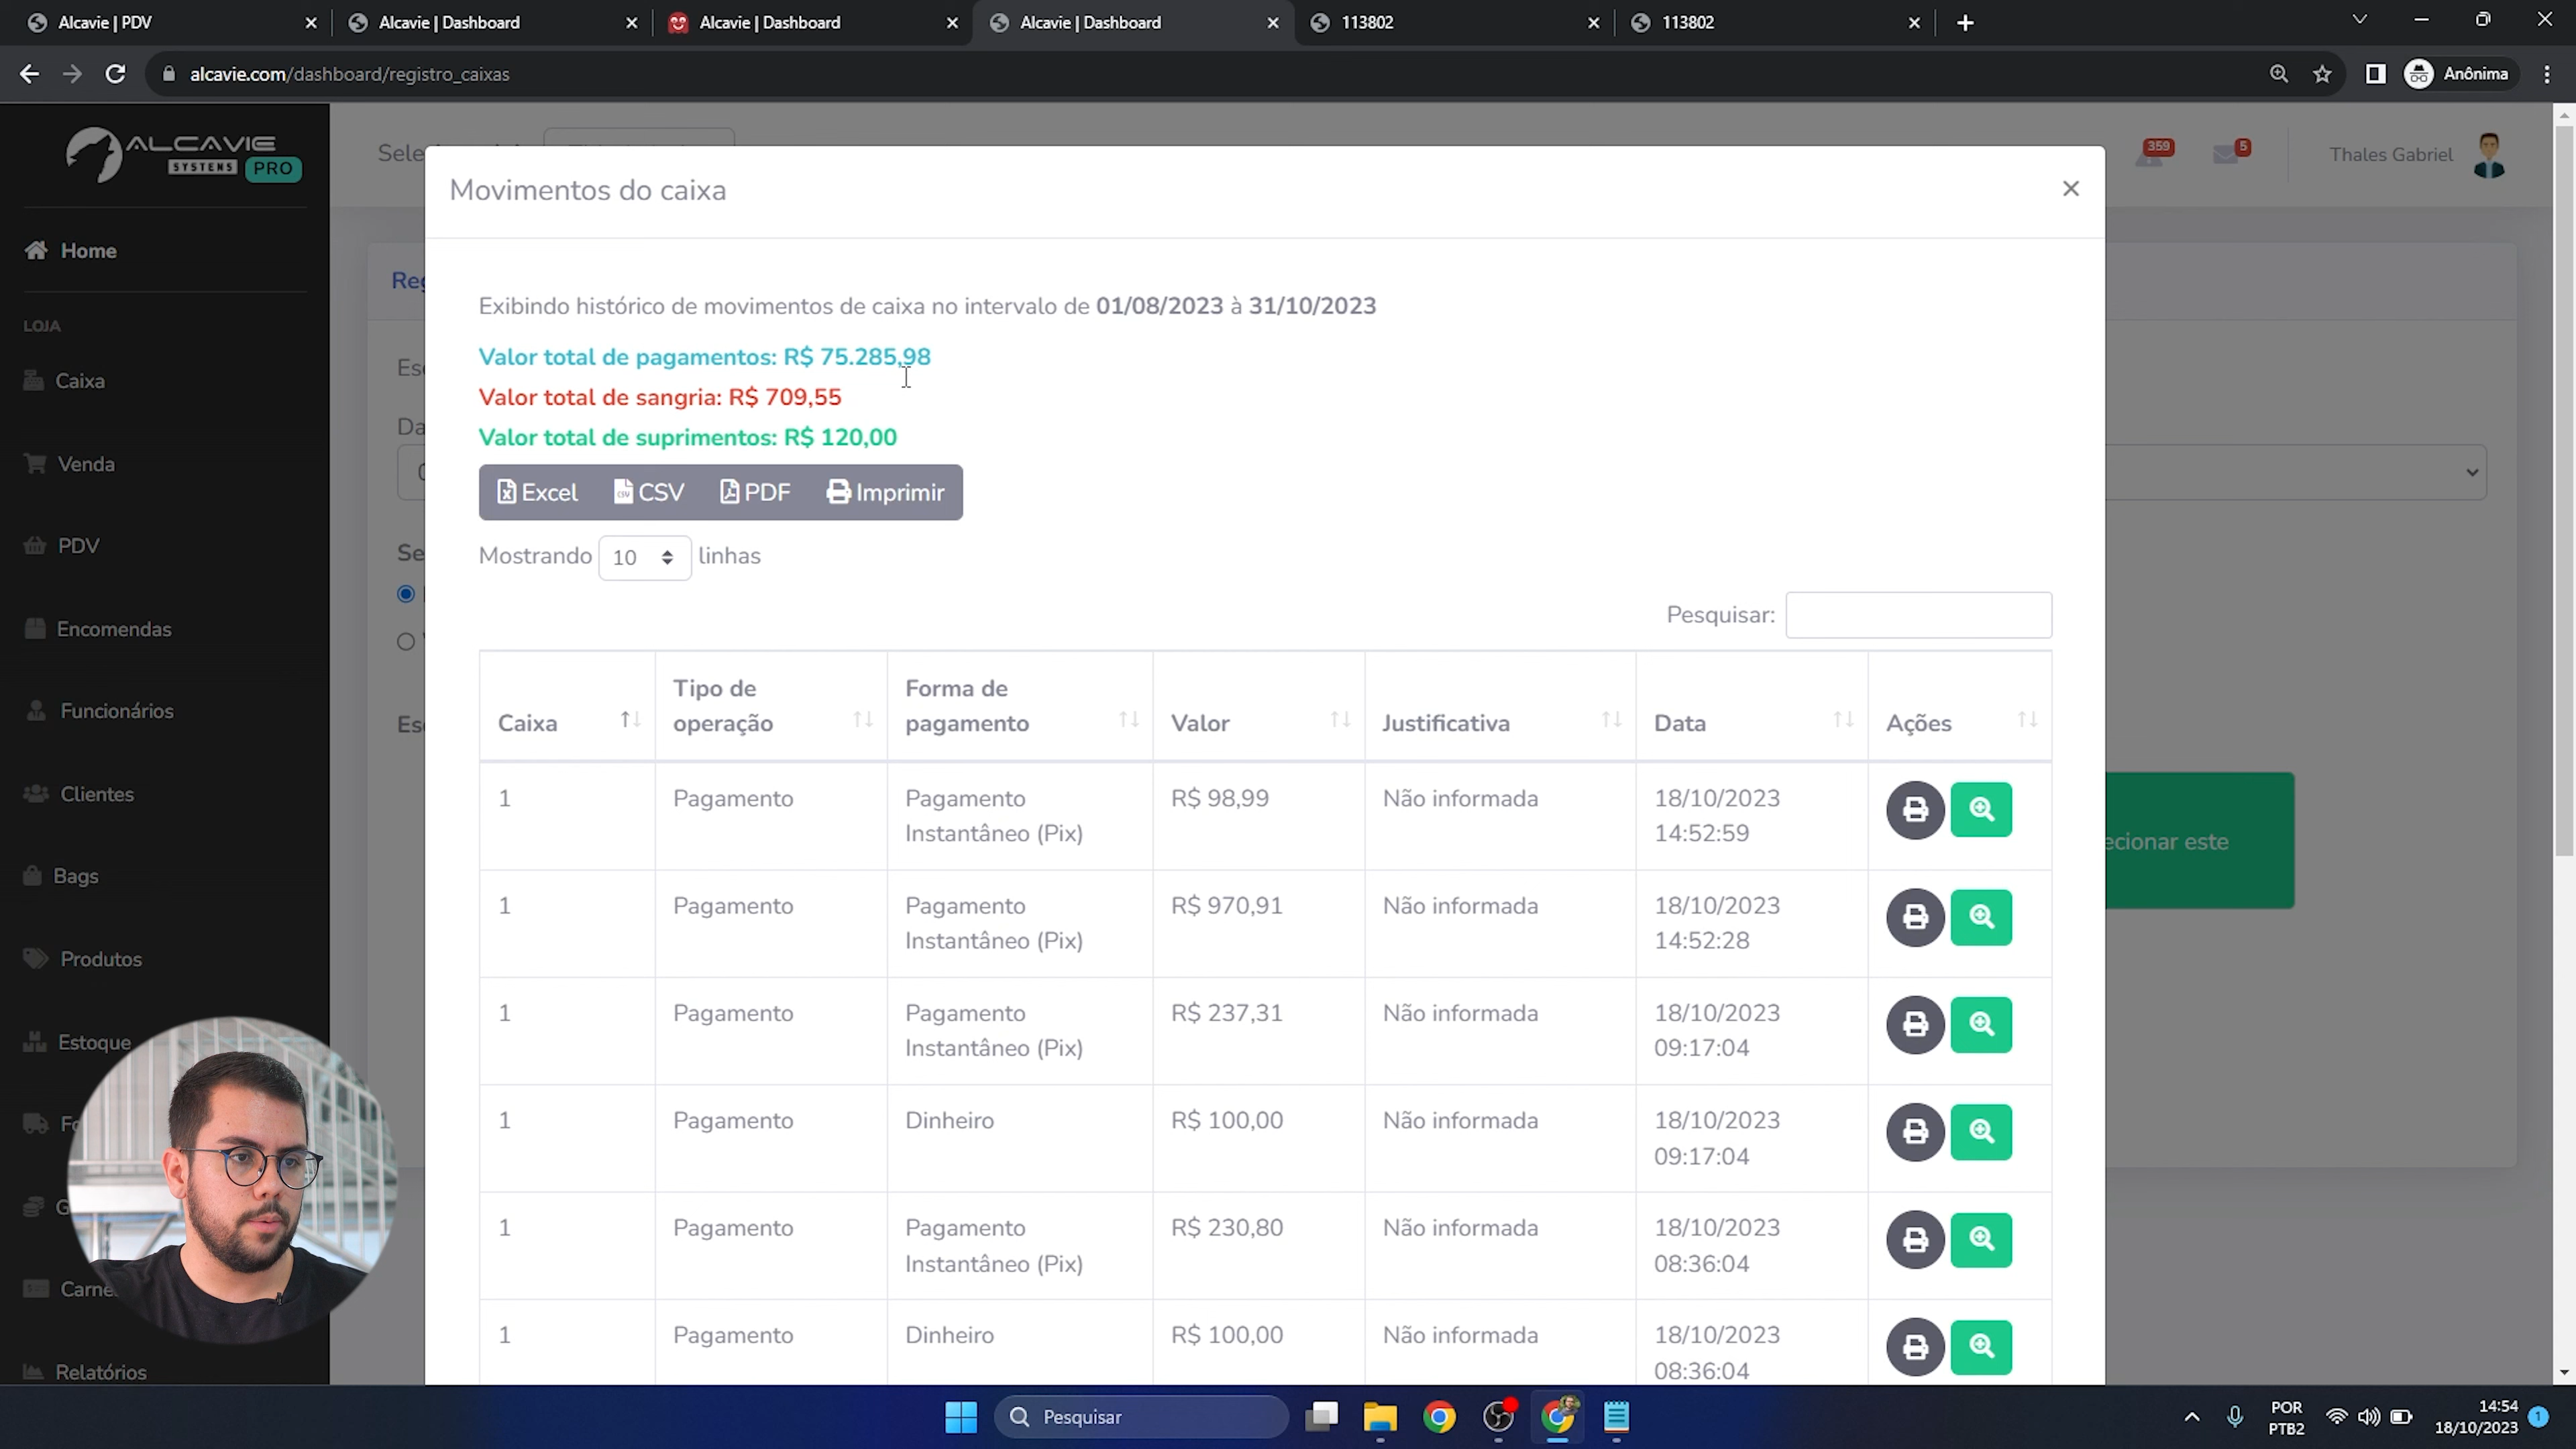 Alcavie | PDV
Alcavie | Dashboard
Alcavie | Dashboard
Alcavie | Dashboard
113802
113802
alcavie.com/dashboard/registro_caixas
Anônima
ALCAVIE
SYSTENS PRO
359
5
Thales Gabriel
Home
LOJA
Caixa
Venda
PDV
Encomendas
Funcionários
Clientes
Bags
Produtos
Estoque
Relatórios
Movimentos do caixa
Exibindo histórico de movimentos de caixa no intervalo de 01/08/2023 à 31/10/2023
Valor total de pagamentos: R$ 75.285,98
Valor total de sangria: R$ 709,55
Valor total de suprimentos: R$ 120,00
Excel CSV PDF Imprimir
Mostrando 10 linhas
Pesquisar:
Caixa Tipo de operação Forma de pagamento Valor Justificativa Data Ações
1 Pagamento Pagamento Instantâneo (Pix) R$ 98,99 Não informada 18/10/2023 14:52:59
1 Pagamento Pagamento Instantâneo (Pix) R$ 970,91 Não informada 18/10/2023 14:52:28
1 Pagamento Pagamento Instantâneo (Pix) R$ 237,31 Não informada 18/10/2023 09:17:04
1 Pagamento Dinheiro R$ 100,00 Não informada 18/10/2023 09:17:04
1 Pagamento Pagamento Instantâneo (Pix) R$ 230,80 Não informada 18/10/2023 08:36:04
1 Pagamento Dinheiro R$ 100,00 Não informada 18/10/2023 08:36:04
ecionar este
Pesquisar
POR
PTB2
14:54
18/10/2023
1